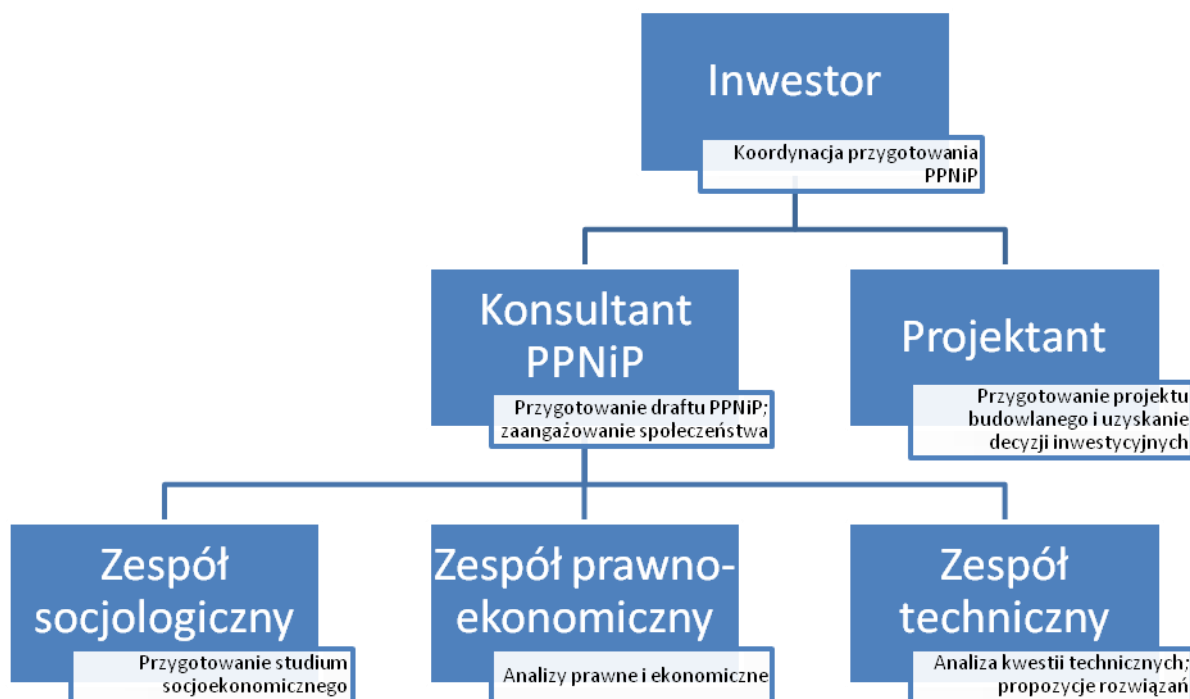 Inwestor
Koordynacja przygotowania
PPNiP
Konsultant
PPNiP
Przygotowanie draftu PPNiP;
zaangażowanie społeczeństwa
Projektant
Przygotowanie projektu
budowlanego i uzyskanie
decyzji inwestycyjnych
Zespół
socjologiczny
Przygotowanie studium
socjoekonomicznego
Zespół prawno-
ekonomiczny
Analizy prawne i ekonomiczne
Zespół
techniczny
Analiza kwestii technicznych;
propozycje rozwiązań